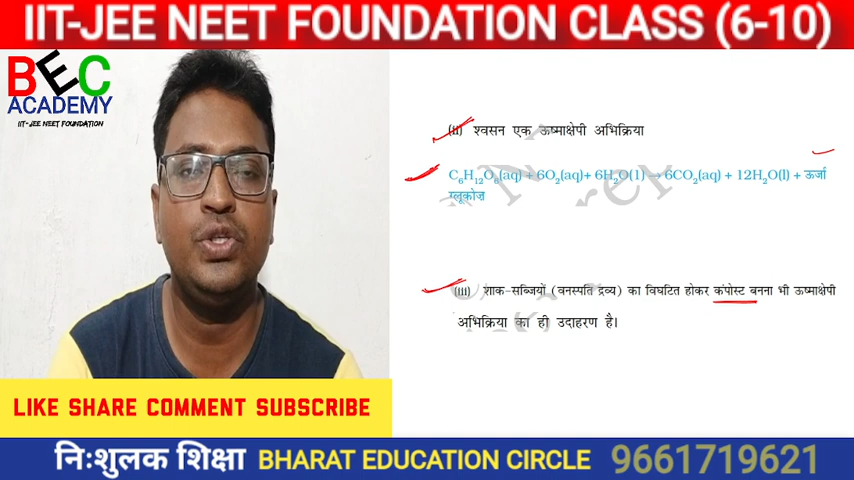 IIT-JEE NEET FOUNDATION CLASS (6-10)
BEC
ACADEMY
IIT-JEE NEET FOUNDATION
(ii) श्वसन एक ऊष्माक्षेपी अभिक्रिया
C₆H₁₂O₆(aq) + 6O₂(aq)+ 6H₂O(l) → 6CO₂(aq) + 12H₂O(l) + ऊर्जा
ग्लूकोज़
(iii) शाक-सब्जियों (वनस्पति द्रव्य) का विघटित होकर कंपोस्ट बनना भी ऊष्माक्षेपी
अभिक्रिया का ही उदाहरण है।
LIKE SHARE COMMENT SUBSCRIBE
निःशुलक शिक्षा BHARAT EDUCATION CIRCLE 9661719621